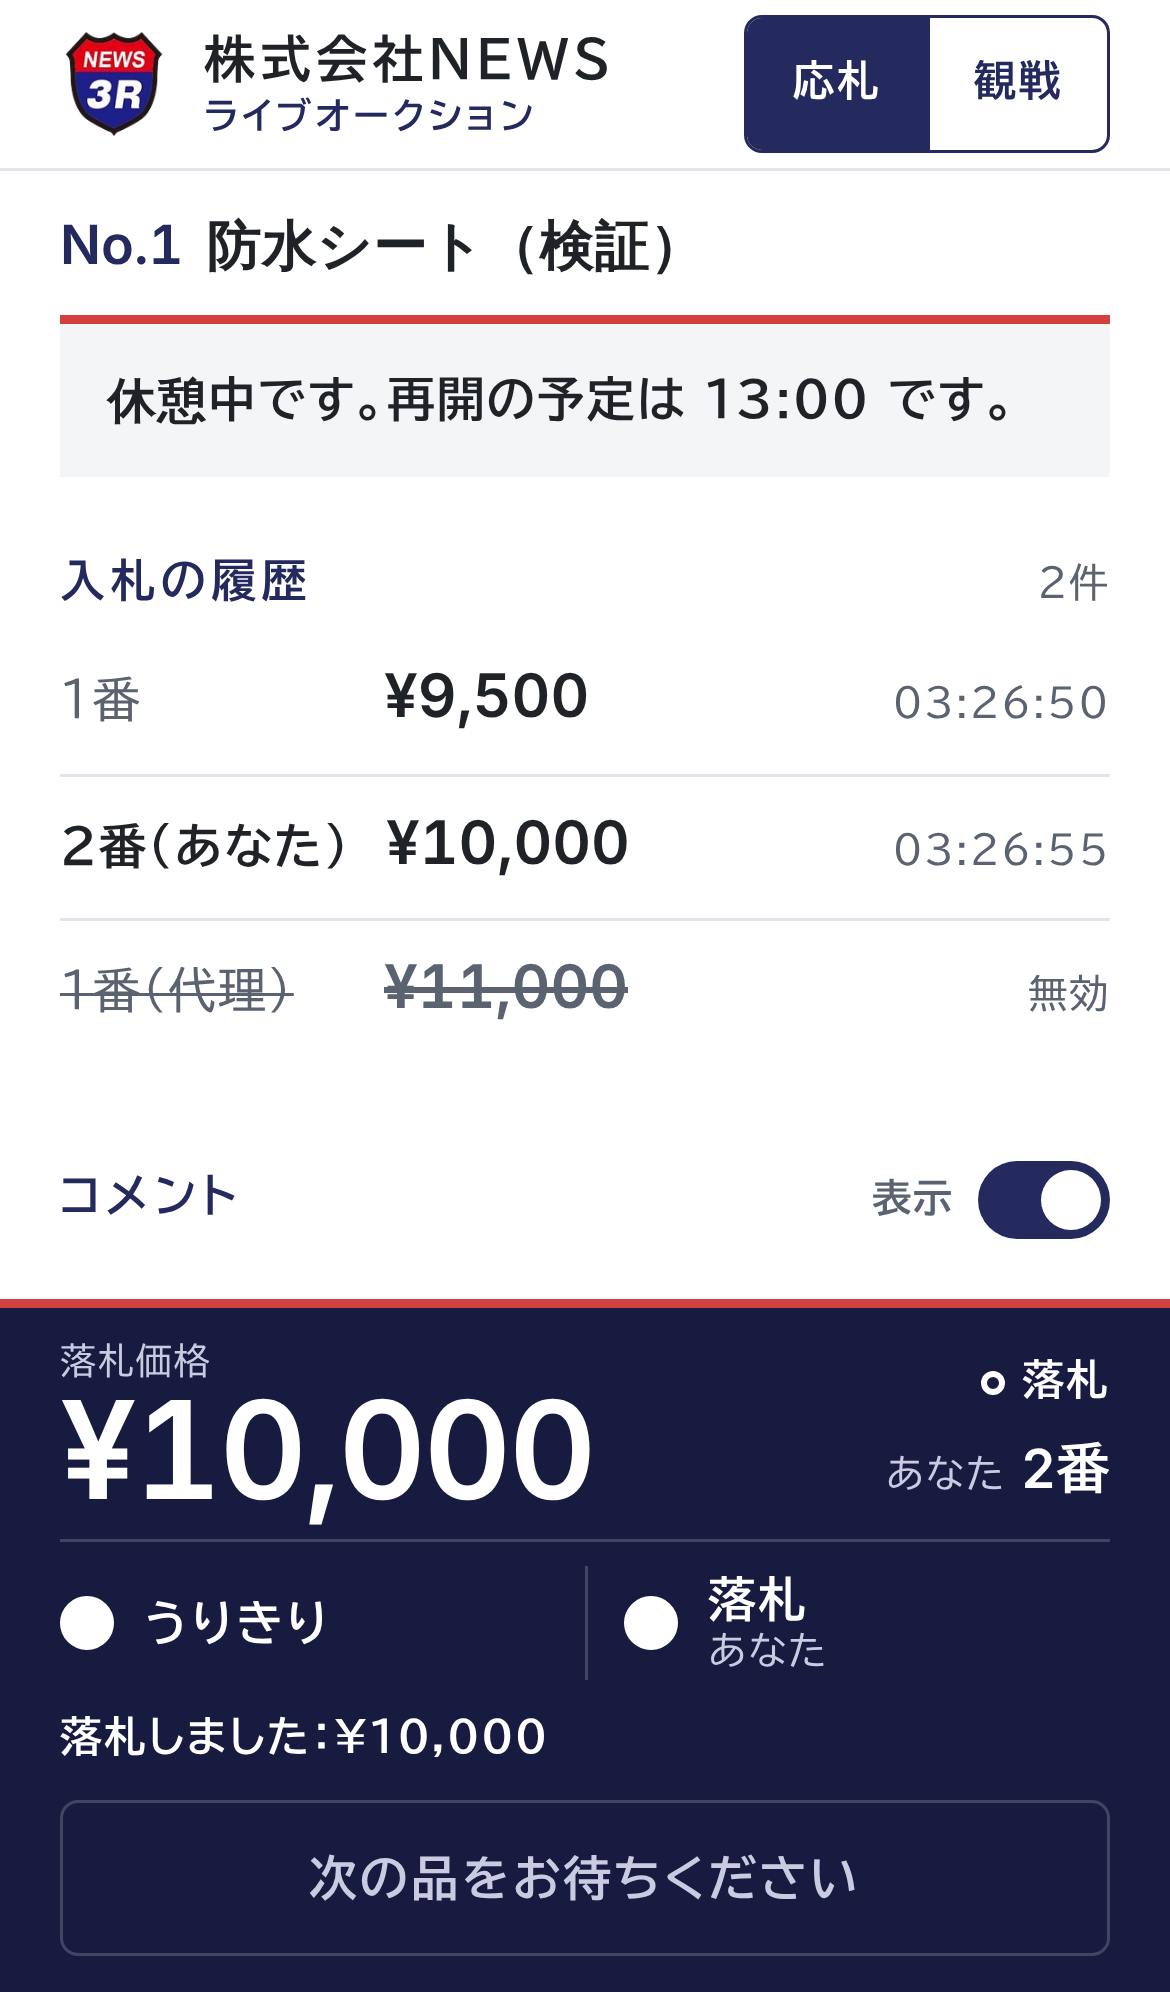 NEWS
3R
株式会社NEWS
ライブオークション
応札
観戦
No.1 防水シート（検証）
休憩中です。再開の予定は 13:00 です。
入札の履歴
2件
1番 ¥9,500 03:26:50
2番（あなた） ¥10,000 03:26:55
1番（代理） ¥11,000 無効
コメント
表示
落札価格
¥10,000
落札
あなた 2番
うりきり
落札
あなた
落札しました：¥10,000
次の品をお待ちください